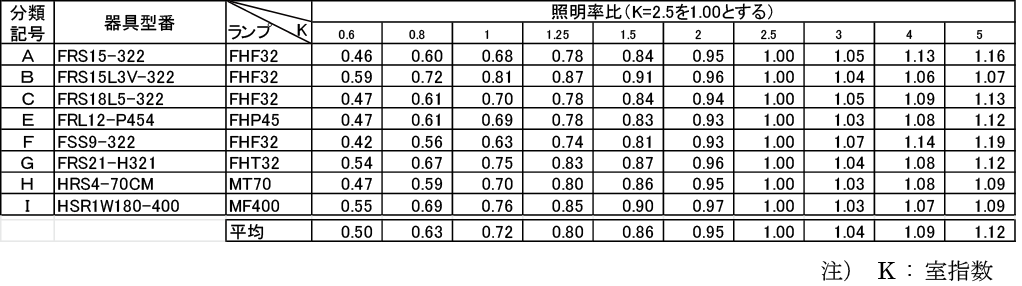 分類記号 器具型番 ランプ K 照明率比（K=2.5を1.00とする）
0.6 0.8 1 1.25 1.5 2 2.5 3 4 5
A FRS15-322 FHF32 0.46 0.60 0.68 0.78 0.84 0.95 1.00 1.05 1.13 1.16
B FRS15L3V-322 FHF32 0.59 0.72 0.81 0.87 0.91 0.96 1.00 1.04 1.06 1.07
C FRS18L5-322 FHF32 0.47 0.61 0.70 0.78 0.84 0.94 1.00 1.05 1.09 1.13
E FRL12-P454 FHP45 0.47 0.61 0.69 0.78 0.83 0.93 1.00 1.03 1.08 1.12
F FSS9-322 FHF32 0.42 0.56 0.63 0.74 0.81 0.93 1.00 1.07 1.14 1.19
G FRS21-H321 FHT32 0.54 0.67 0.75 0.83 0.87 0.96 1.00 1.04 1.08 1.12
H HRS4-70CM MT70 0.47 0.59 0.70 0.80 0.86 0.95 1.00 1.03 1.08 1.09
I HSR1W180-400 MF400 0.55 0.69 0.76 0.85 0.90 0.97 1.00 1.03 1.07 1.09
平均 0.50 0.63 0.72 0.80 0.86 0.95 1.00 1.04 1.09 1.12
注） K：室指数